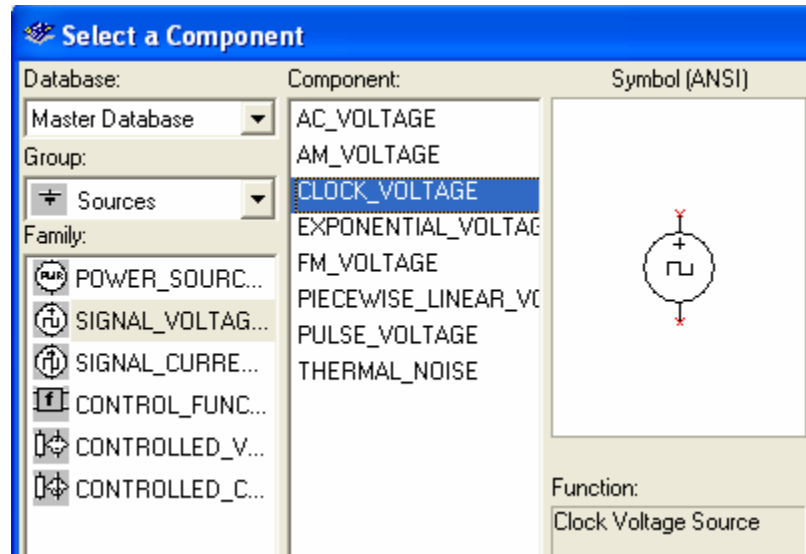 Select a Component
Database:
Master Database
Group:
Sources
Family:
POWER_SOURC...
SIGNAL_VOLTAG...
SIGNAL_CURRE...
CONTROL_FUNC...
CONTROLLED_V...
CONTROLLED_C...
Component:
AC_VOLTAGE
AM_VOLTAGE
CLOCK_VOLTAGE
EXPONENTIAL_VOLTAG
FM_VOLTAGE
PIECEWISE_LINEAR_VO
PULSE_VOLTAGE
THERMAL_NOISE
Symbol (ANSI)
Function:
Clock Voltage Source